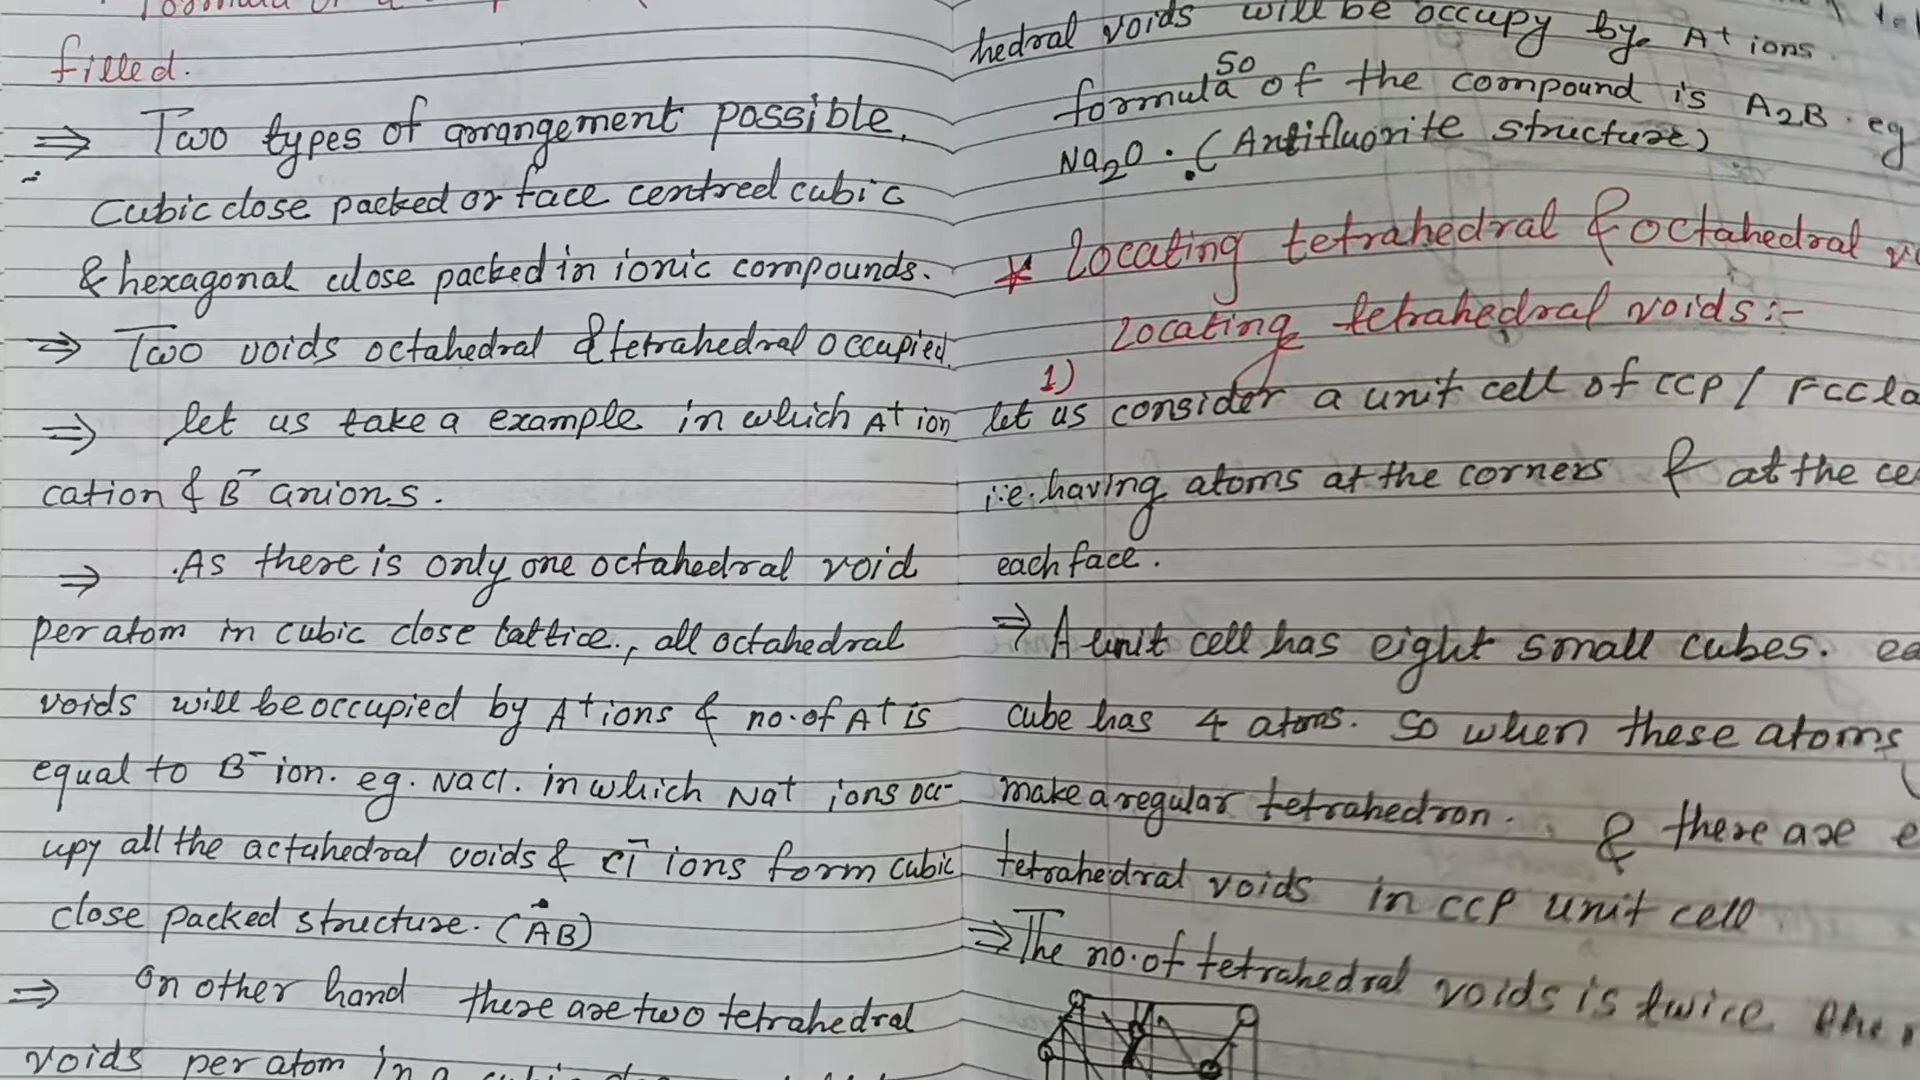 filled.
⇒ Two types of arrangement possible,
cubic close packed or face centred cubic
& hexagonal close packed in ionic compounds.
⇒ Two voids octahedral & tetrahedral occupied.
⇒ let us take a example in which A⁺ ion
cation & B⁻ anions.
⇒ .As there is only one octahedral void
per atom in cubic close lattice., all octahedral
voids will be occupied by A⁺ ions & no.of A⁺ is
equal to B⁻ ion. eg. NaCl. in which Na⁺ ions occ-
upy all the actahedral voids & Cl⁻ ions form cubic
close packed structure. (AB)
⇒ On other hand there are two tetrahedral
voids per atom in a
hedral voids will be occupy by A⁺ ions
so
formula of the compound is A₂B. eg
Na₂O. (Antifluorite structure)
* Locating tetrahedral & octahedral
Locating tetrahedral voids:-
1)
let us consider a unit cell of CCP / FCC
i.e. having atoms at the corners & at the
each face.
⇒ A unit cell has eight small cubes.
cube has 4 atoms. So when these atoms
make a regular tetrahedron. & there are
tetrahedral voids in CCP unit cell
⇒ The no.of tetrahedral voids is twice the